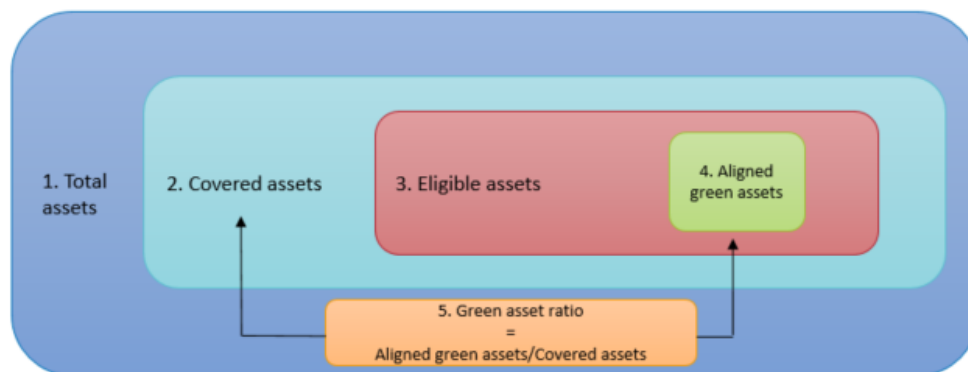 1. Total
assets
2. Covered assets
3. Eligible assets
4. Aligned
green assets
5. Green asset ratio
=
Aligned green assets/Covered assets